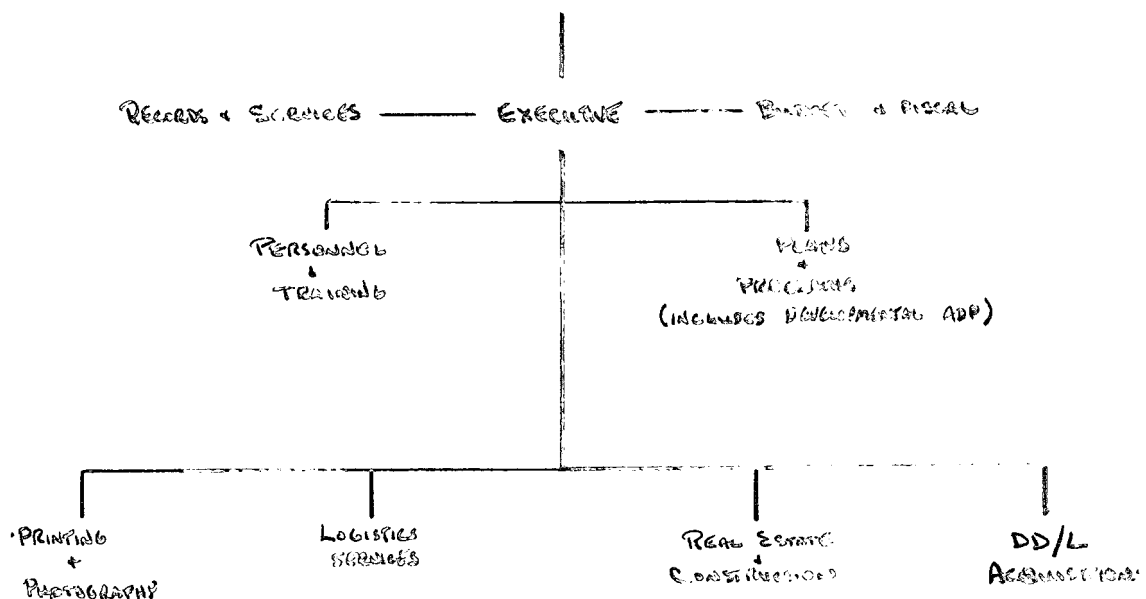 RECORDS & SERVICES — EXECUTIVE — BUDGET & FISCAL
PERSONNEL
&
TRAINING
PLANS
&
PROGRAMS
(INCLUDES DEVELOPMENTAL ADP)
PRINTING
&
PHOTOGRAPHY
LOGISTICS
SERVICES
REAL ESTATE
&
CONSTRUCTION
DD/L